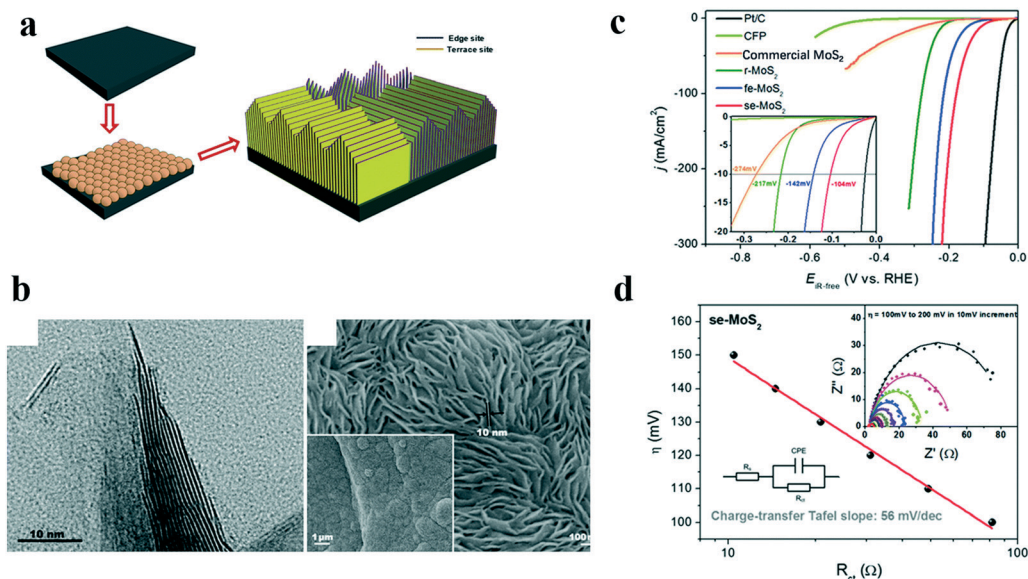 a
Edge site
Terrace site
b
10 nm
10 nm
1μm
100nm
c
Pt/C
CFP
Commercial MoS₂
r-MoS₂
fe-MoS₂
se-MoS₂
0
-100
-200
-300
j (mA/cm²)
-0.8
-0.6
-0.4
-0.2
0.0
E iR-free (V vs. RHE)
0
-5
-10
-15
-20
-274mV
-217mV
-142mV
-104mV
-0.3
-0.2
-0.1
0.0
d
se-MoS₂
160
150
140
130
120
110
100
η (mV)
10
100
Rct (Ω)
η = 100mV to 200 mV in 10mV increment
40
30
20
10
0
Z'' (Ω)
0
20
40
60
80
100
Z' (Ω)
Rs
CPE
Rct
Charge-transfer Tafel slope: 56 mV/dec